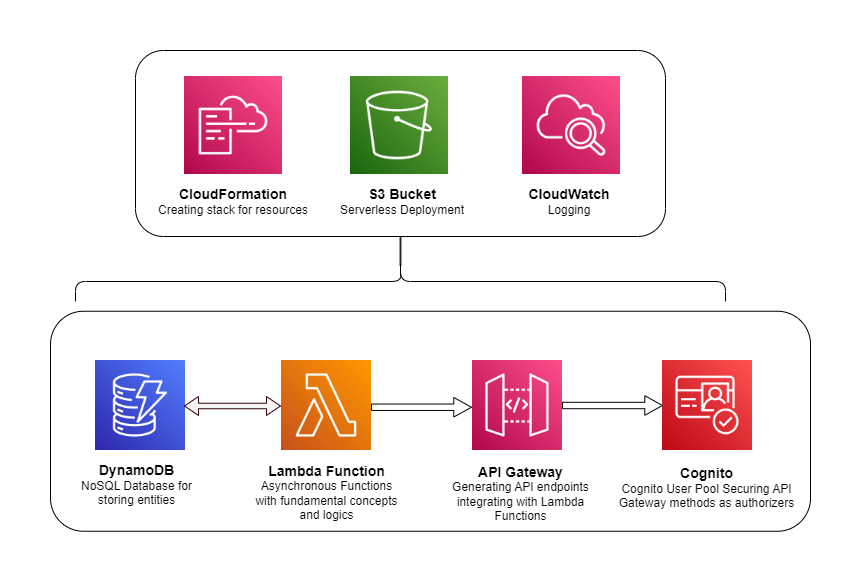 CloudFormation
Creating stack for resources
S3 Bucket
Serverless Deployment
CloudWatch
Logging
DynamoDB
NoSQL Database for
storing entities
Lambda Function
Asynchronous Functions
with fundamental concepts
and logics
API Gateway
Generating API endpoints
integrating with Lambda
Functions
Cognito
Cognito User Pool Securing API
Gateway methods as authorizers